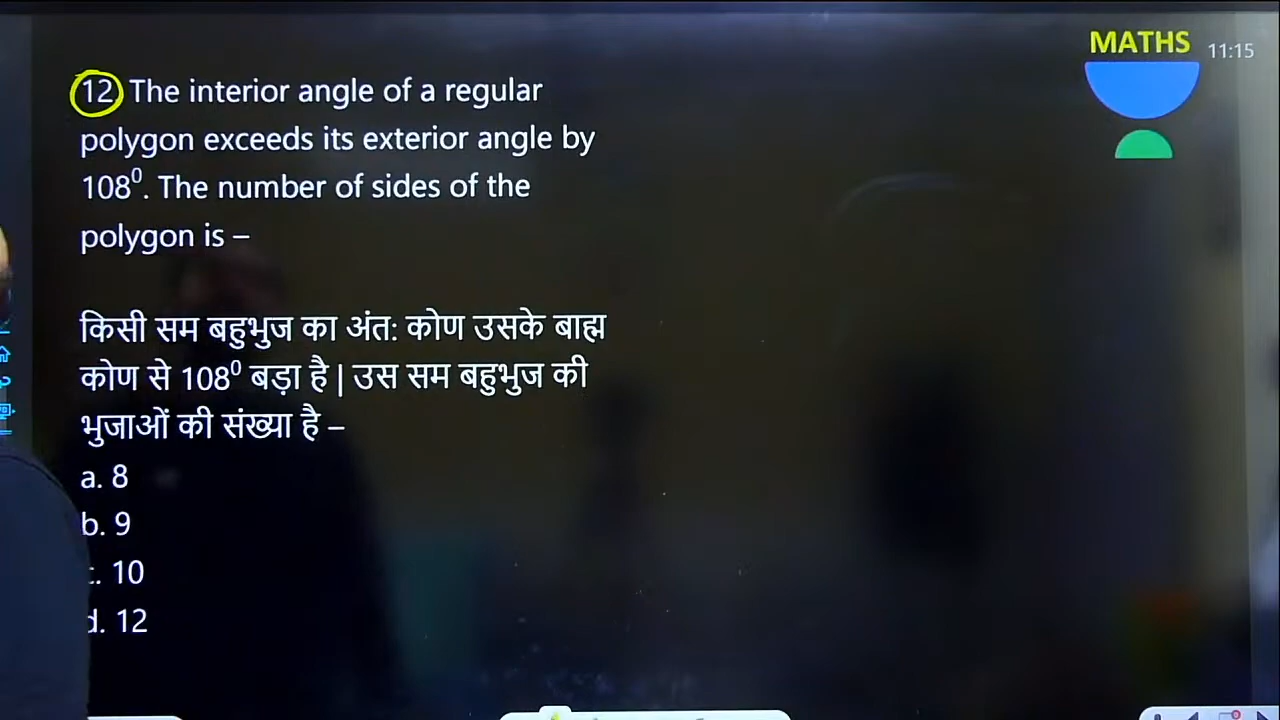 MATHS
11:15
12. The interior angle of a regular
polygon exceeds its exterior angle by
108⁰. The number of sides of the
polygon is –
किसी सम बहुभुज का अंत: कोण उसके बाह्म
कोण से 108⁰ बड़ा है | उस सम बहुभुज की
भुजाओं की संख्या है –
a. 8
b. 9
c. 10
d. 12